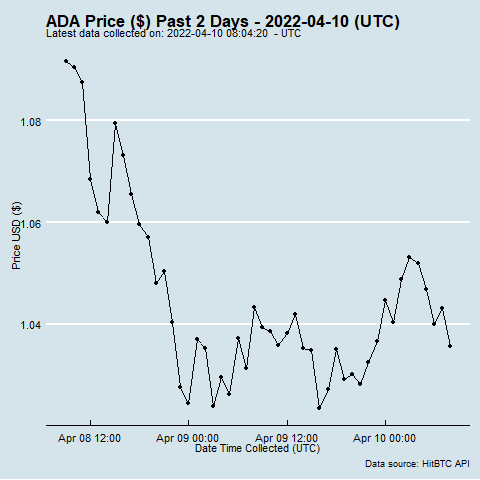 ADA Price ($) Past 2 Days - 2022-04-10 (UTC)
Latest data collected on: 2022-04-10 08:04:20  - UTC
1.08
1.06
1.04
Price USD ($)
Apr 08 12:00
Apr 09 00:00
Apr 09 12:00
Apr 10 00:00
Date Time Collected (UTC)
Data source: HitBTC API